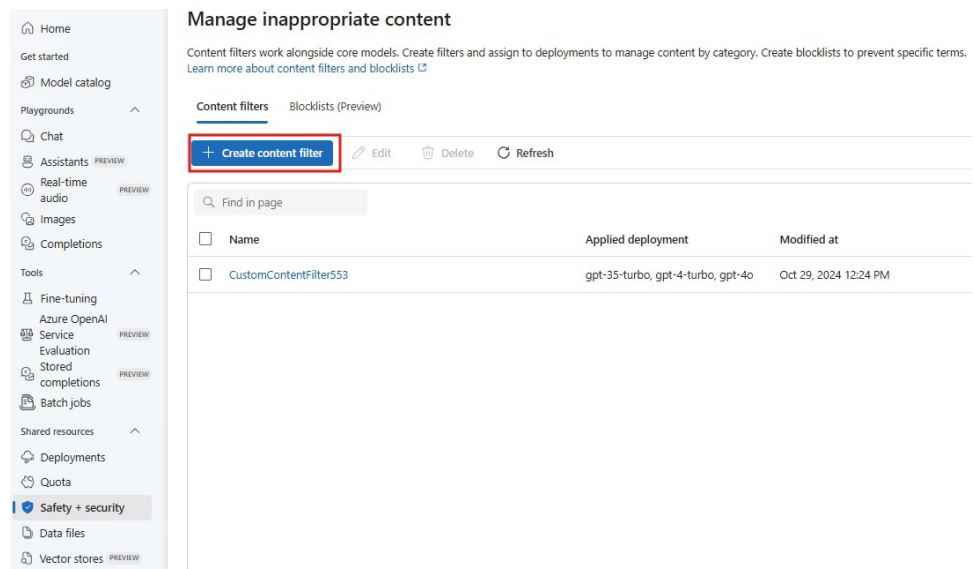 Home
Get started
Model catalog
Playgrounds
Chat
Assistants PREVIEW
Real-time
audio
PREVIEW
Images
Completions
Tools
Fine-tuning
Azure OpenAI
Service
Evaluation
PREVIEW
Stored
completions
PREVIEW
Batch jobs
Shared resources
Deployments
Quota
Safety + security
Data files
Vector stores PREVIEW
Manage inappropriate content
Content filters work alongside core models. Create filters and assign to deployments to manage content by category. Create blocklists to prevent specific terms.
Learn more about content filters and blocklists
Content filters Blocklists (Preview)
+ Create content filter Edit Delete Refresh
Find in page
Name Applied deployment Modified at
CustomContentFilter553 gpt-35-turbo, gpt-4-turbo, gpt-4o Oct 29, 2024 12:24 PM